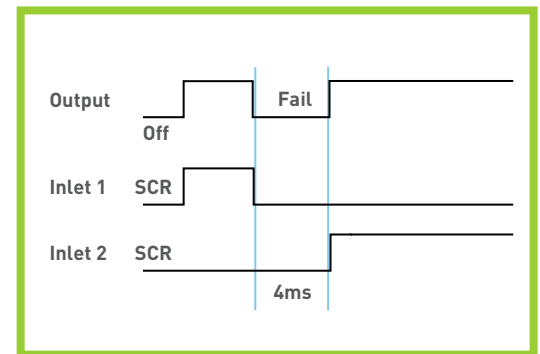 Output Fail
Off
Inlet 1 SCR
Inlet 2 SCR
4ms